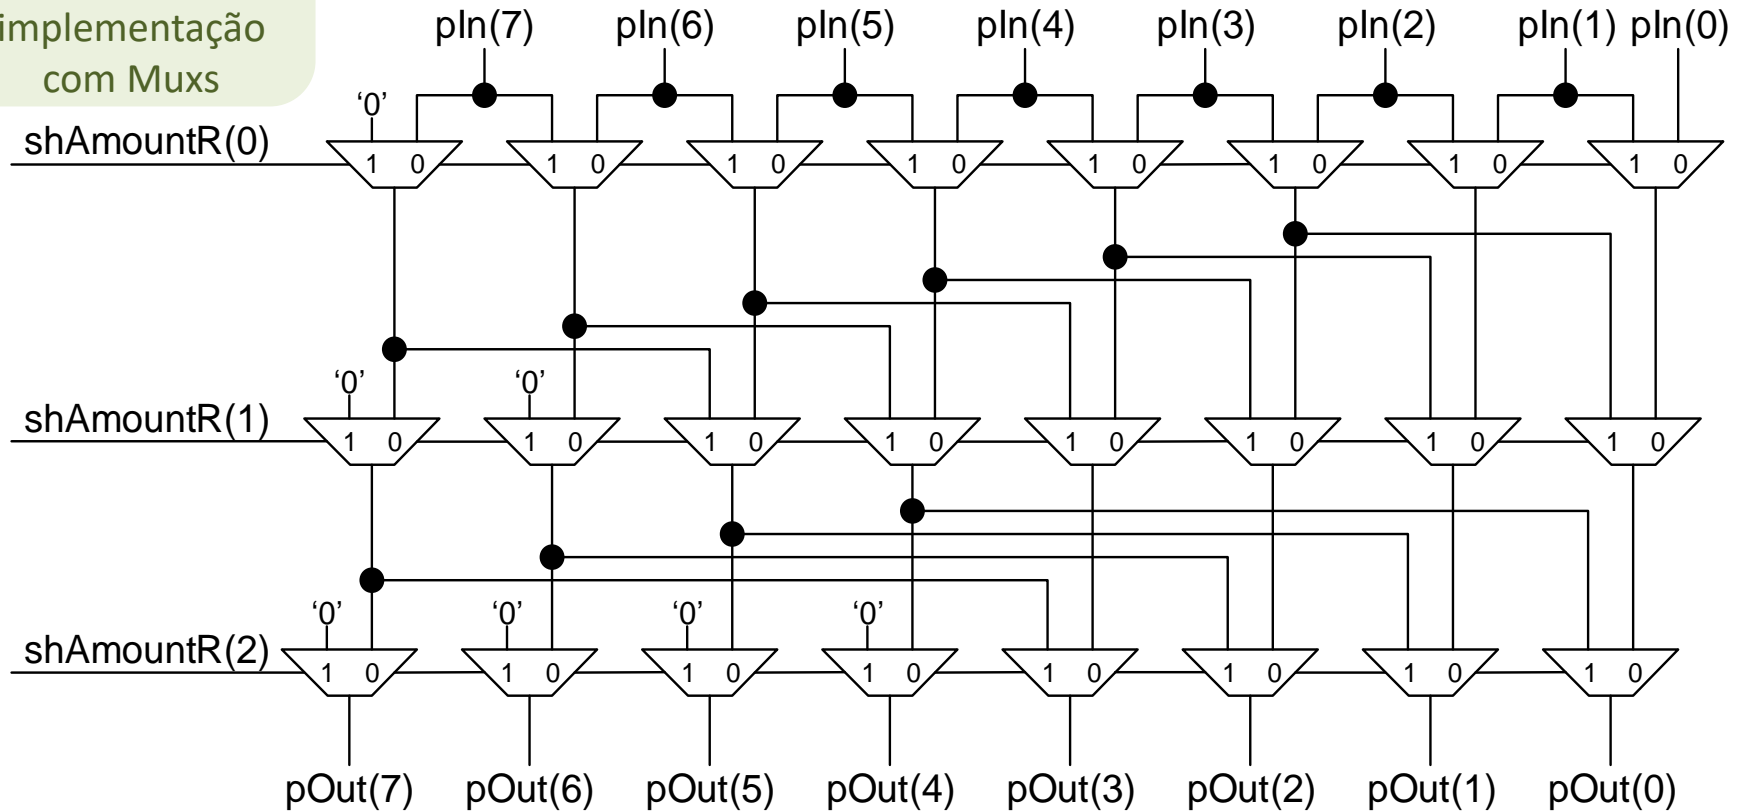 implementação
com Muxs
pIn(7) pIn(6) pIn(5) pIn(4) pIn(3) pIn(2) pIn(1) pIn(0)
‘0’
shAmountR(0)
1 0 1 0 1 0 1 0 1 0 1 0 1 0 1 0
‘0’ ‘0’
shAmountR(1)
1 0 1 0 1 0 1 0 1 0 1 0 1 0 1 0
‘0’ ‘0’ ‘0’ ‘0’
shAmountR(2)
1 0 1 0 1 0 1 0 1 0 1 0 1 0 1 0
pOut(7) pOut(6) pOut(5) pOut(4) pOut(3) pOut(2) pOut(1) pOut(0)